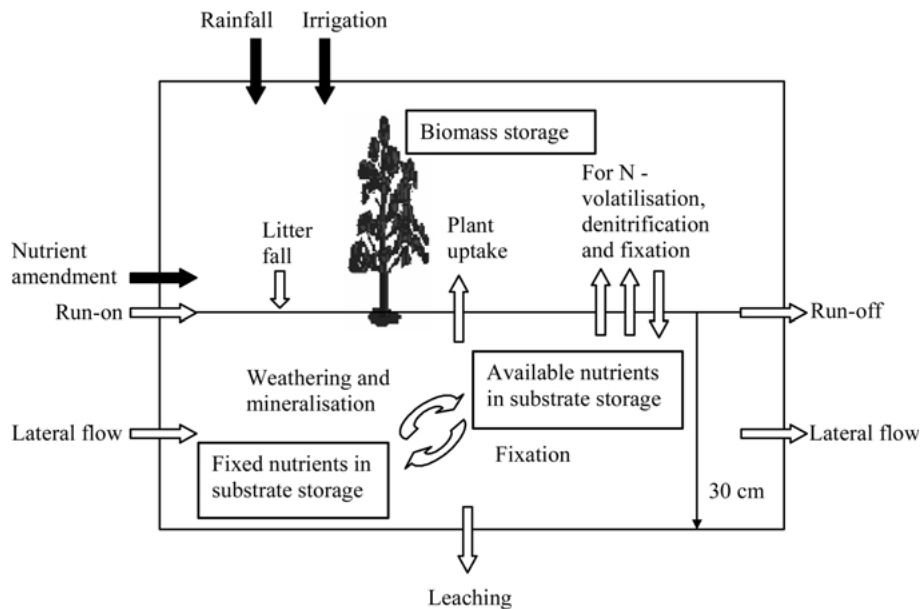 Rainfall
Irrigation
Biomass storage
For N -
volatilisation,
denitrification
and fixation
Litter
fall
Plant
uptake
Nutrient
amendment
Run-on
Run-off
Weathering and
mineralisation
Available nutrients
in substrate storage
Lateral flow
Lateral flow
Fixation
Fixed nutrients in
substrate storage
30 cm
Leaching